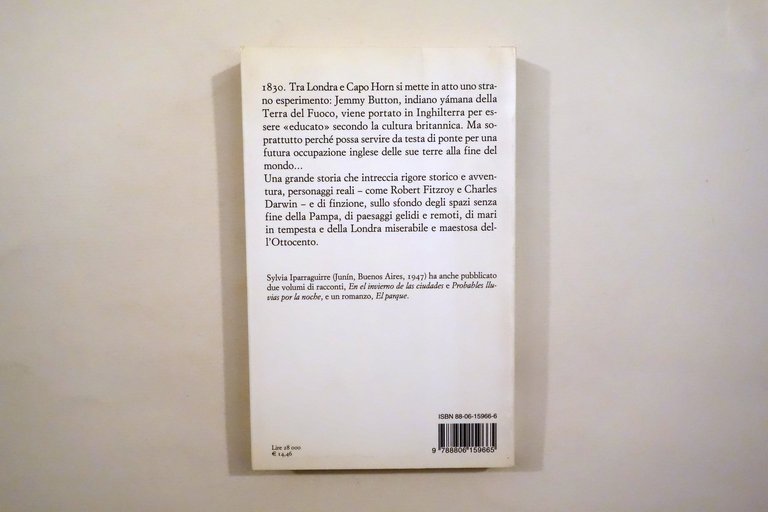 1830. Tra Londra e Capo Horn si mette in atto uno stra-
no esperimento: Jemmy Button, indiano yámana della
Terra del Fuoco, viene portato in Inghilterra per es-
sere «educato» secondo la cultura britannica. Ma so-
prattutto perché possa servire da testa di ponte per una
futura occupazione inglese delle sue terre alla fine del
mondo...
Una grande storia che intreccia rigore storico e avven-
tura, personaggi reali – come Robert Fitzroy e Charles
Darwin – e di finzione, sullo sfondo degli spazi senza
fine della Pampa, di paesaggi gelidi e remoti, di mari
in tempesta e della Londra miserabile e maestosa del-
l'Ottocento.
Sylvia Iparraguirre (Junín, Buenos Aires, 1947) ha anche pubblicato
due volumi di racconti, En el invierno de las ciudades e Probables llu-
vias por la noche, e un romanzo, El parque.
ISBN 88-06-15966-6
Lire 28 000
€ 14,46
9 788806 159665